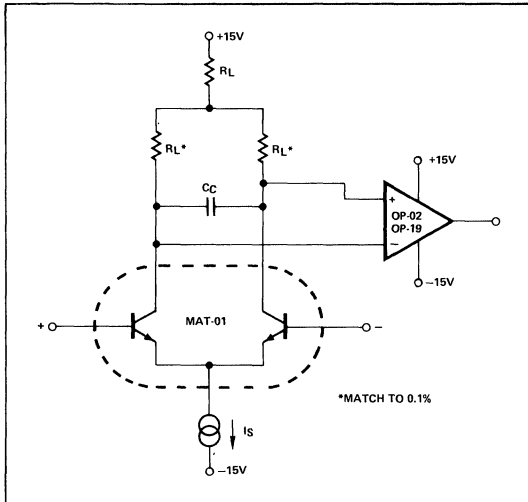 +15V
RL
RL*
RL*
CC
+15V
+
OP-02
OP-19
−
−15V
MAT-01
+
−
*MATCH TO 0.1%
IS
−15V